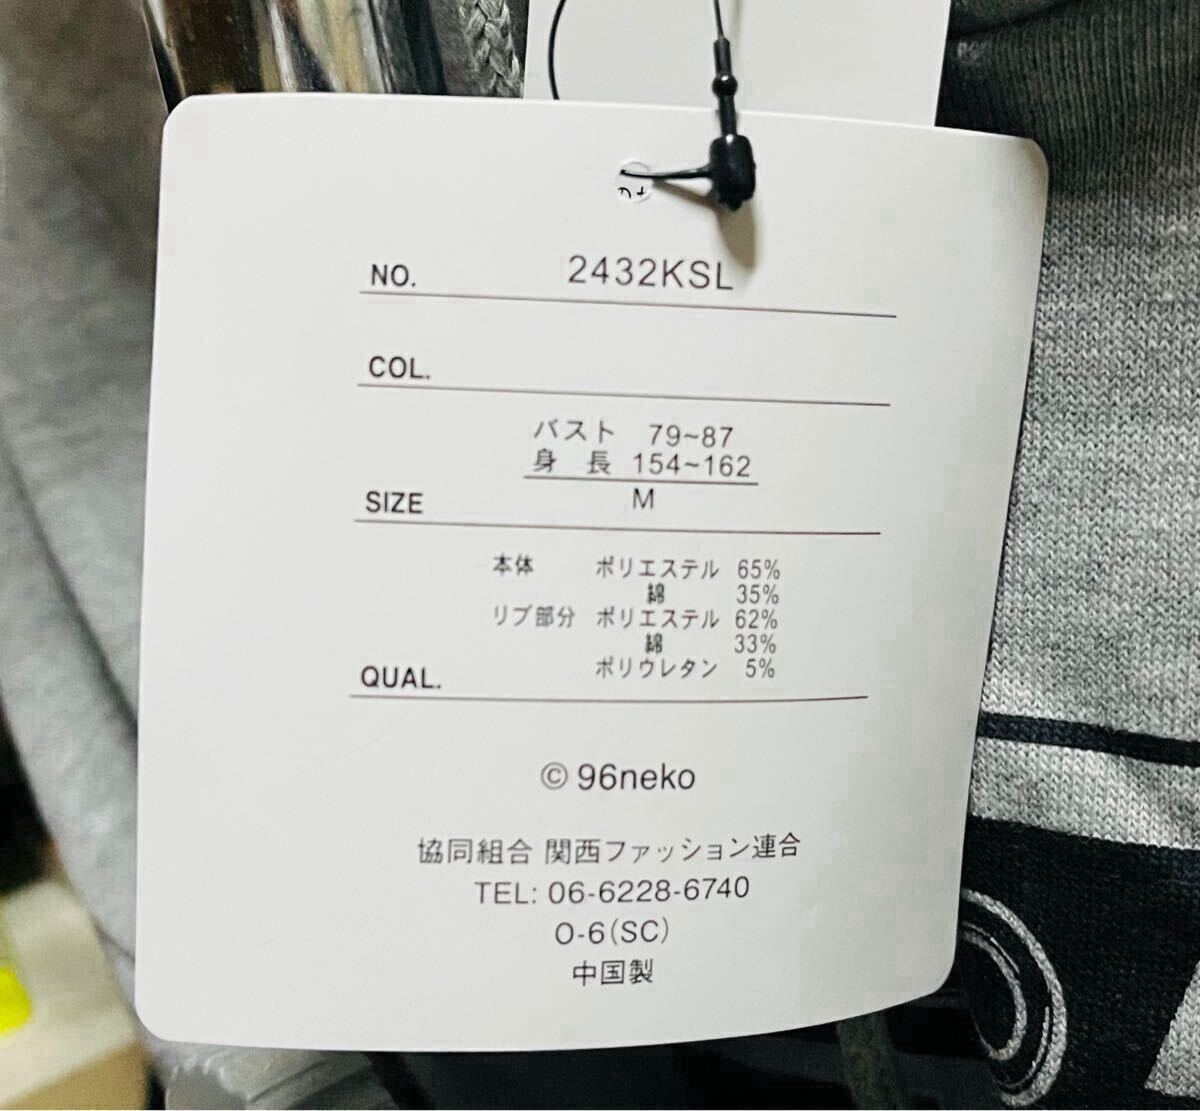 NO. 2432KSL
COL.
バスト 79~87
身 長 154~162
SIZE M
本体 ポリエステル 65%
綿 35%
リブ部分 ポリエステル 62%
綿 33%
ポリウレタン 5%
QUAL.
© 96neko
協同組合 関西ファッション連合
TEL: 06-6228-6740
O-6(SC)
中国製